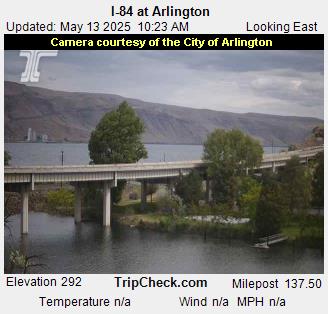 I-84 at Arlington
Updated: May 13 2025 10:23 AM Looking East
Camera courtesy of the City of Arlington
Elevation 292 TripCheck.com Milepost 137.50
Temperature n/a Wind n/a MPH n/a